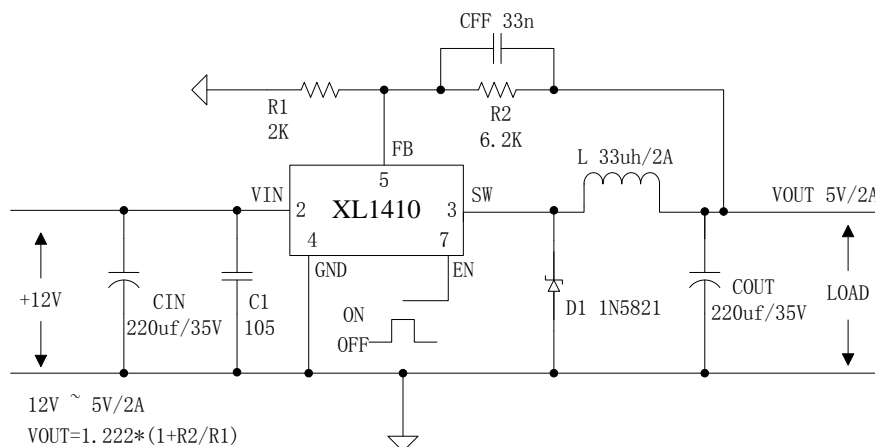 CFF 33n
R1
2K
R2
6.2K
FB
5
L 33uh/2A
VIN
SW
VOUT 5V/2A
2
XL1410
3
4
7
GND
EN
+12V
CIN
220uf/35V
C1
105
ON
OFF
D1 1N5821
COUT
220uf/35V
LOAD
12V ~ 5V/2A
VOUT=1.222*(1+R2/R1)